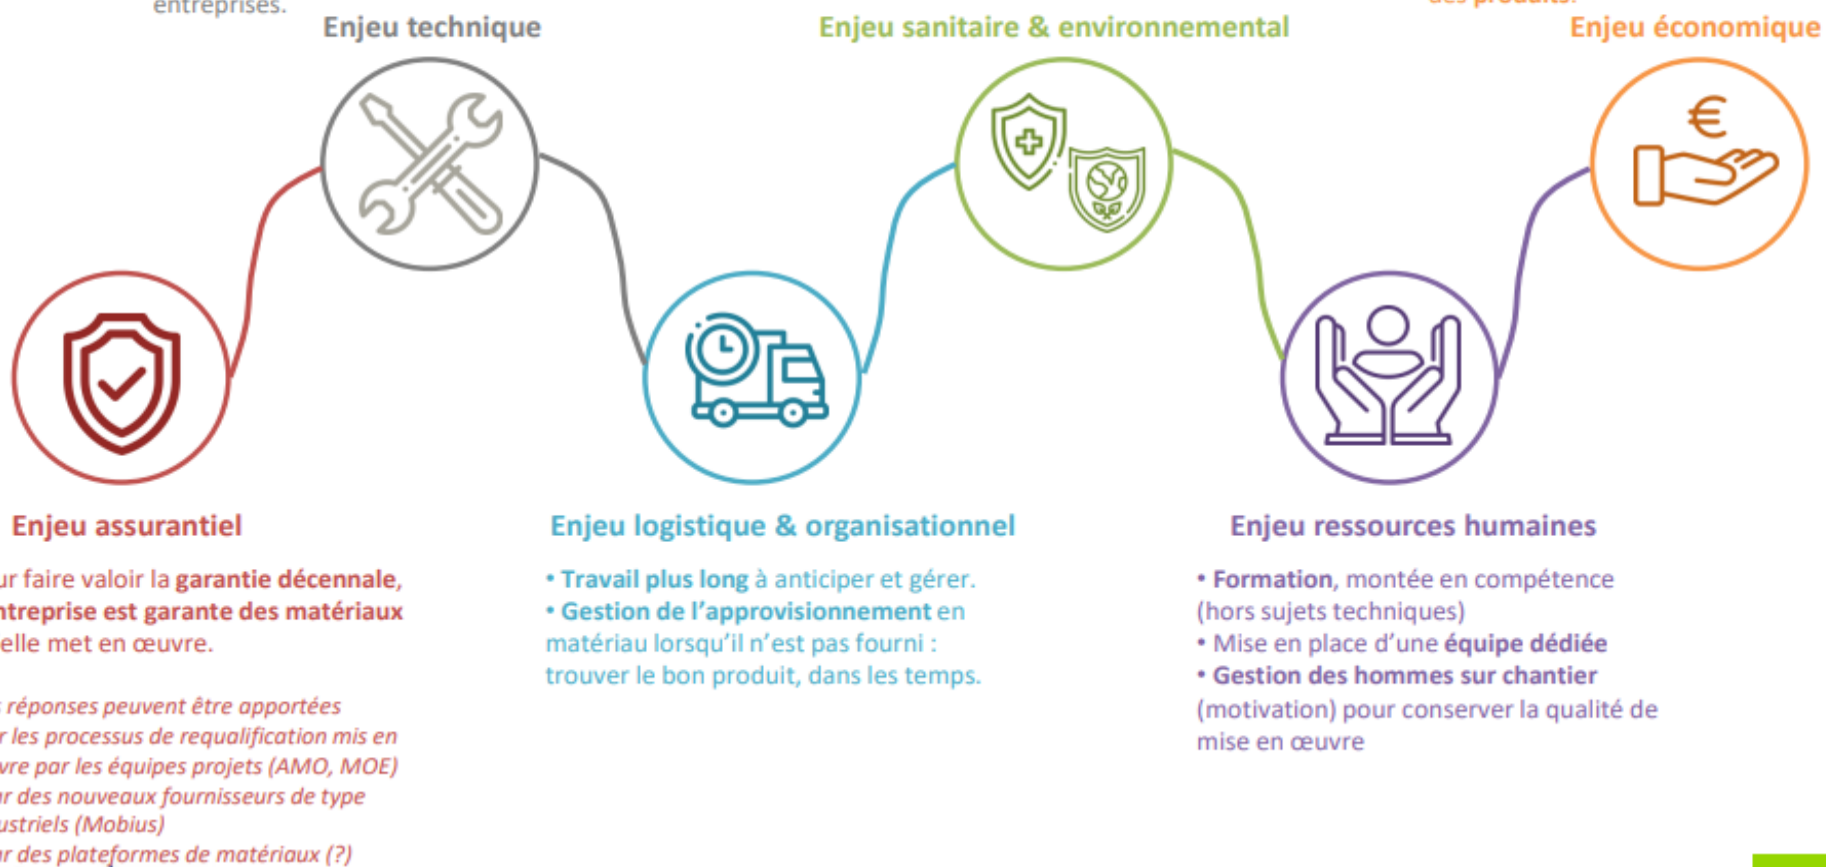 entreprises.
des produits.
Enjeu technique
Enjeu sanitaire & environnemental
Enjeu économique
€
Enjeu assurantiel
ur faire valoir la garantie décennale,
ntreprise est garante des matériaux
elle met en œuvre.
s réponses peuvent être apportées
r les processus de requalification mis en
vre par les équipes projets (AMO, MOE)
ar des nouveaux fournisseurs de type
ustriels (Mobius)
ar des plateformes de matériaux (?)
Enjeu logistique & organisationnel
• Travail plus long à anticiper et gérer.
• Gestion de l'approvisionnement en
matériau lorsqu'il n'est pas fourni :
trouver le bon produit, dans les temps.
Enjeu ressources humaines
• Formation, montée en compétence
(hors sujets techniques)
• Mise en place d'une équipe dédiée
• Gestion des hommes sur chantier
(motivation) pour conserver la qualité de
mise en œuvre